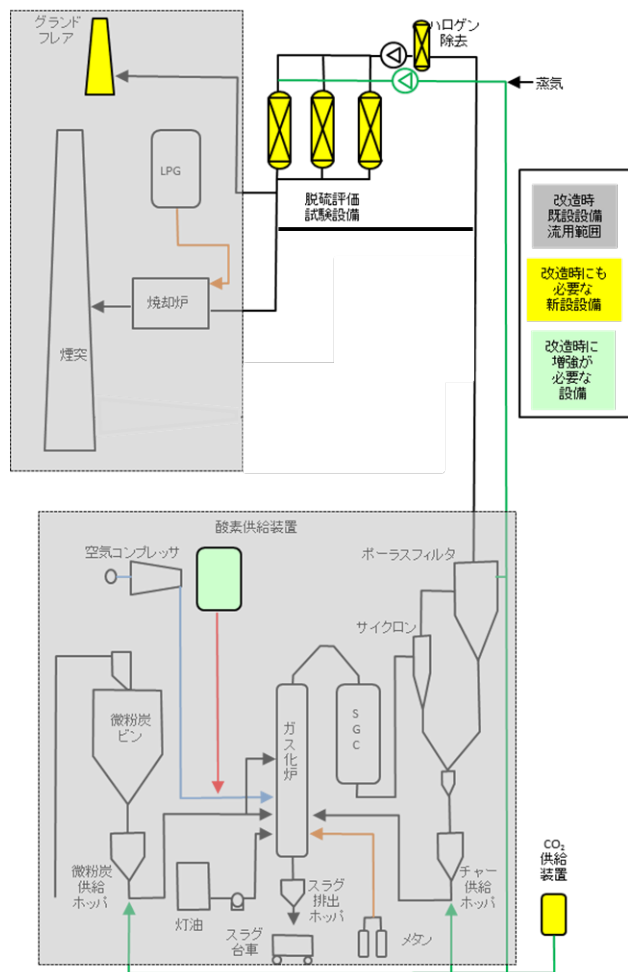 グランド
フレア
ハロゲン
除去
蒸気
LPG
脱硫評価
試験設備
焼却炉
煙突
改造時
既設設備
流用範囲
改造時にも
必要な
新設設備
改造時に
増強が
必要な
設備
酸素供給装置
空気コンプレッサ
ポーラスフィルタ
サイクロン
微粉炭
ビン
ガス化炉
SGC
微粉炭
供給
ホッパ
灯油
スラグ
排出
ホッパ
スラグ
台車
メタン
チャー
供給
ホッパ
CO₂
供給
装置